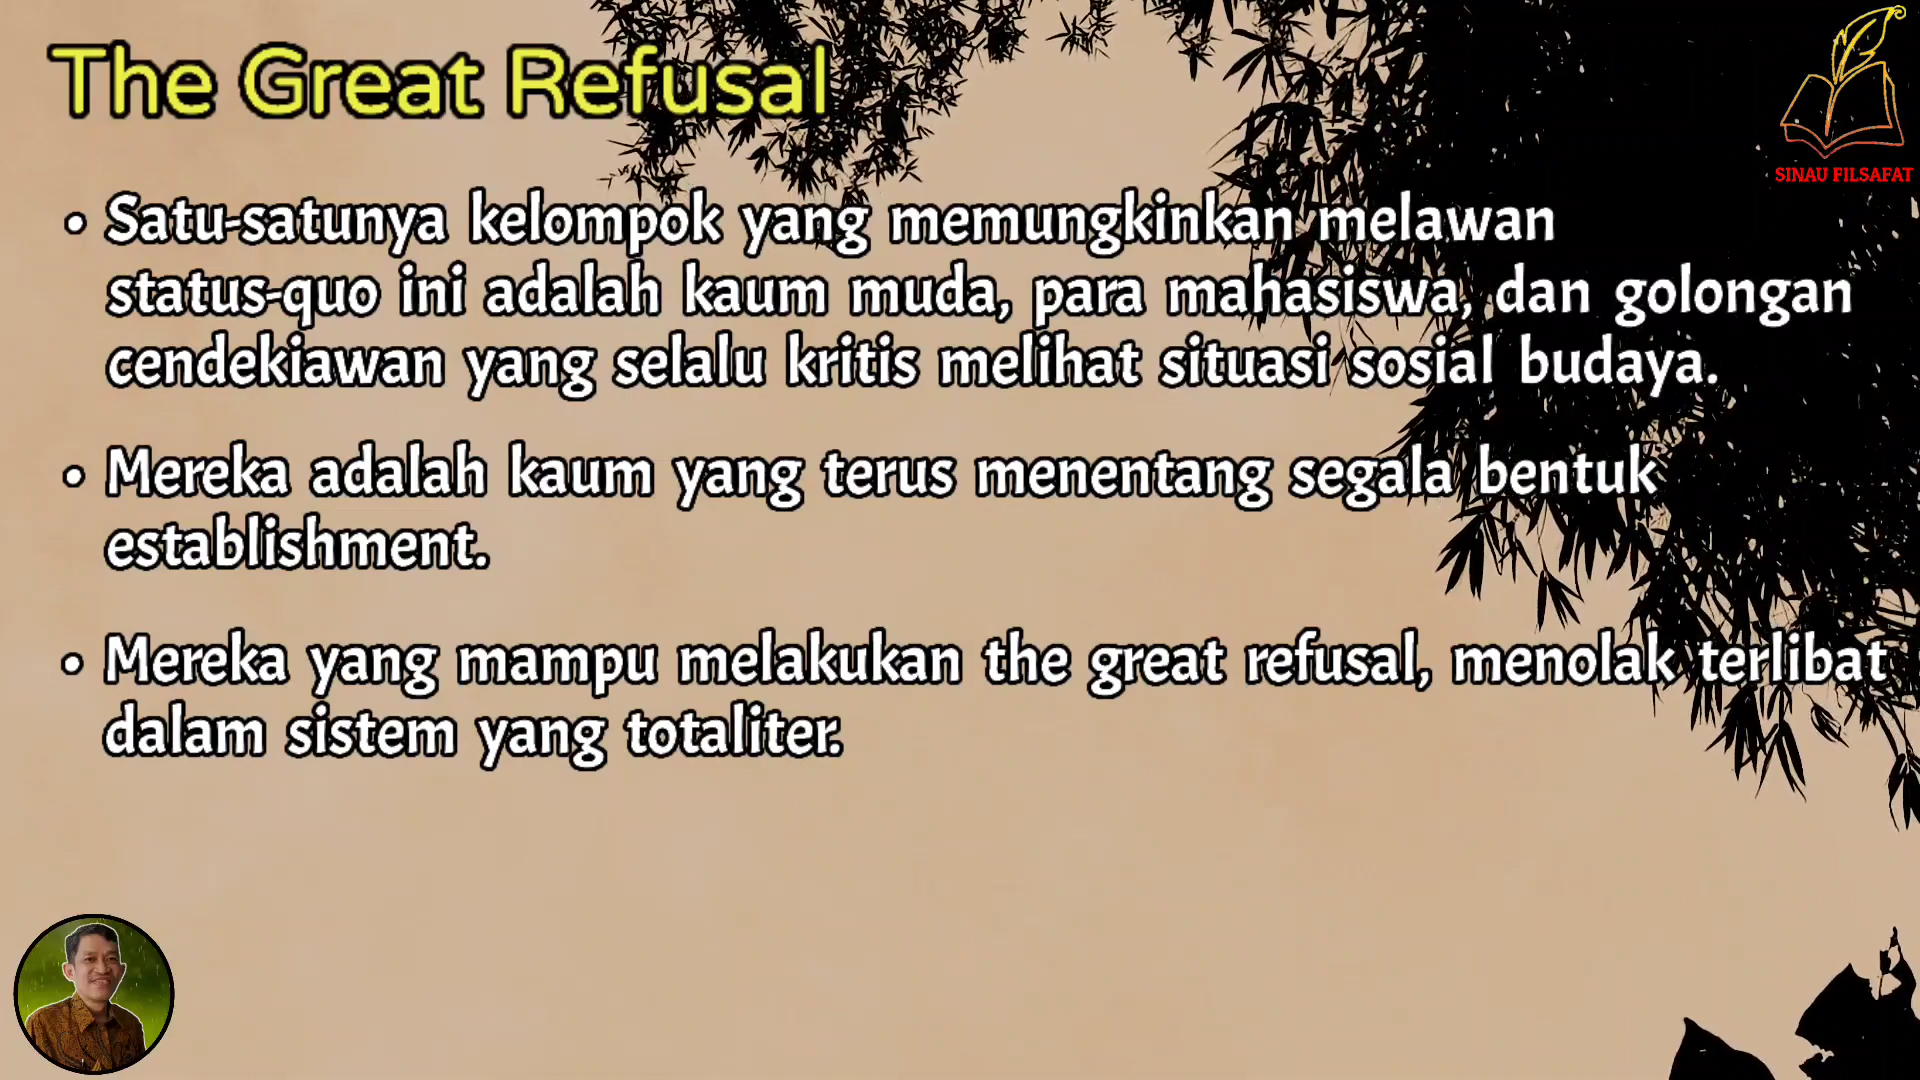 The Great Refusal
SINAU FILSAFAT
• Satu-satunya kelompok yang memungkinkan melawan
status-quo ini adalah kaum muda, para mahasiswa, dan golongan
cendekiawan yang selalu kritis melihat situasi sosial budaya.
• Mereka adalah kaum yang terus menentang segala bentuk
establishment.
• Mereka yang mampu melakukan the great refusal, menolak terlibat
dalam sistem yang totaliter.